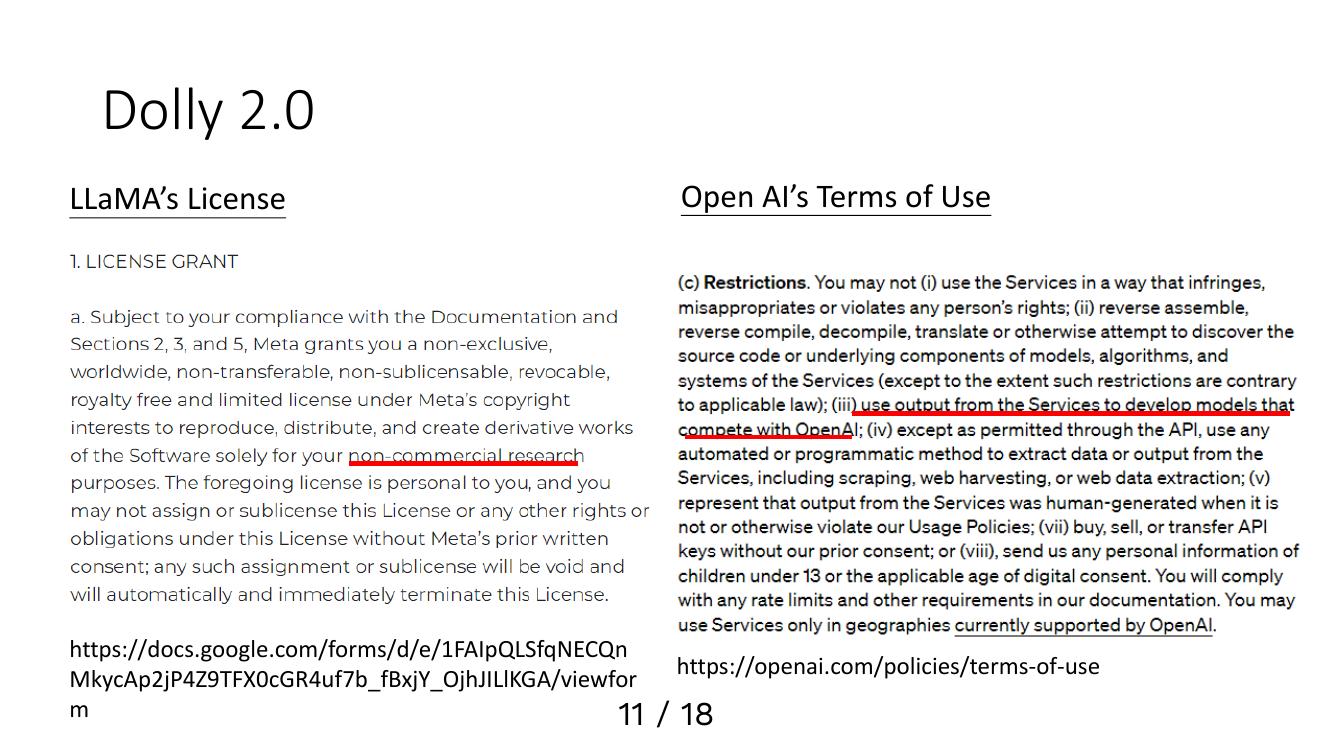 Dolly 2.0
LLaMA’s License
1. LICENSE GRANT
a. Subject to your compliance with the Documentation and
Sections 2, 3, and 5, Meta grants you a non-exclusive,
worldwide, non-transferable, non-sublicensable, revocable,
royalty free and limited license under Meta’s copyright
interests to reproduce, distribute, and create derivative works
of the Software solely for your non-commercial research
purposes. The foregoing license is personal to you, and you
may not assign or sublicense this License or any other rights or
obligations under this License without Meta’s prior written
consent; any such assignment or sublicense will be void and
will automatically and immediately terminate this License.
https://docs.google.com/forms/d/e/1FAIpQLSfqNECQn
MkycAp2jP4Z9TFX0cGR4uf7b_fBxjY_OjhJILlKGA/viewfor
m
Open AI’s Terms of Use
(c) Restrictions. You may not (i) use the Services in a way that infringes,
misappropriates or violates any person’s rights; (ii) reverse assemble,
reverse compile, decompile, translate or otherwise attempt to discover the
source code or underlying components of models, algorithms, and
systems of the Services (except to the extent such restrictions are contrary
to applicable law); (iii) use output from the Services to develop models that
compete with OpenAI; (iv) except as permitted through the API, use any
automated or programmatic method to extract data or output from the
Services, including scraping, web harvesting, or web data extraction; (v)
represent that output from the Services was human-generated when it is
not or otherwise violate our Usage Policies; (vii) buy, sell, or transfer API
keys without our prior consent; or (viii), send us any personal information of
children under 13 or the applicable age of digital consent. You will comply
with any rate limits and other requirements in our documentation. You may
use Services only in geographies currently supported by OpenAI.
https://openai.com/policies/terms-of-use
11 / 18